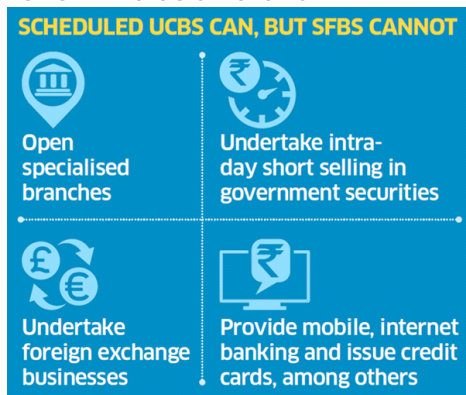 SCHEDULED UCBS CAN, BUT SFBS CANNOT
₹
Open
specialised
branches
Undertake intra-
day short selling in
government securities
£
€
Undertake
foreign exchange
businesses
₹
Provide mobile, internet
banking and issue credit
cards, among others